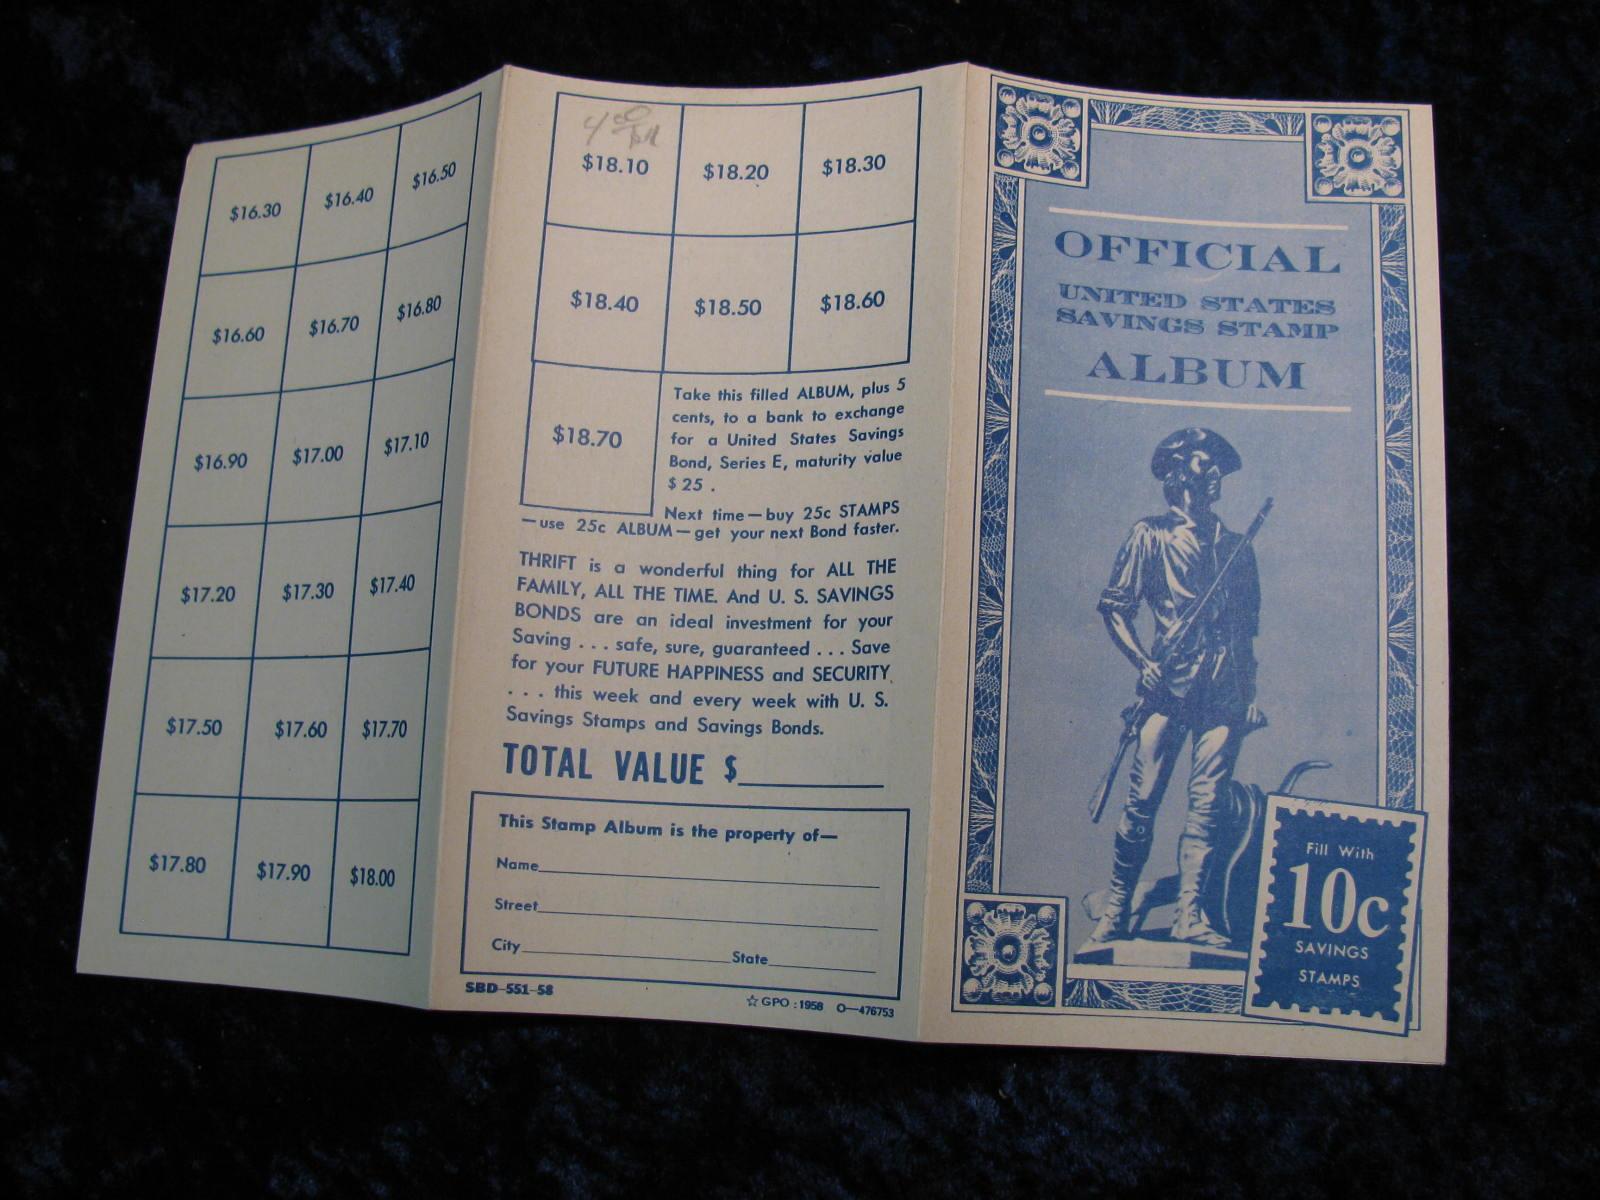 $16.30 $16.40 $16.50
$16.60 $16.70 $16.80
$16.90 $17.00 $17.10
$17.20 $17.30 $17.40
$17.50 $17.60 $17.70
$17.80 $17.90 $18.00
$18.10 $18.20 $18.30
$18.40 $18.50 $18.60
$18.70
Take this filled ALBUM, plus 5
cents, to a bank to exchange
for a United States Savings
Bond, Series E, maturity value
$25.
Next time—buy 25c STAMPS
—use 25c ALBUM—get your next Bond faster.
THRIFT is a wonderful thing for ALL THE
FAMILY, ALL THE TIME. And U. S. SAVINGS
BONDS are an ideal investment for your
Saving . . . safe, sure, guaranteed . . . Save
for your FUTURE HAPPINESS and SECURITY
. . . this week and every week with U. S.
Savings Stamps and Savings Bonds.
TOTAL VALUE $
This Stamp Album is the property of—
Name
Street
City State
SBD-551-58
☆ GPO : 1958 O—476753
OFFICIAL
UNITED STATES
SAVINGS STAMP
ALBUM
Fill With
10c
SAVINGS
STAMPS